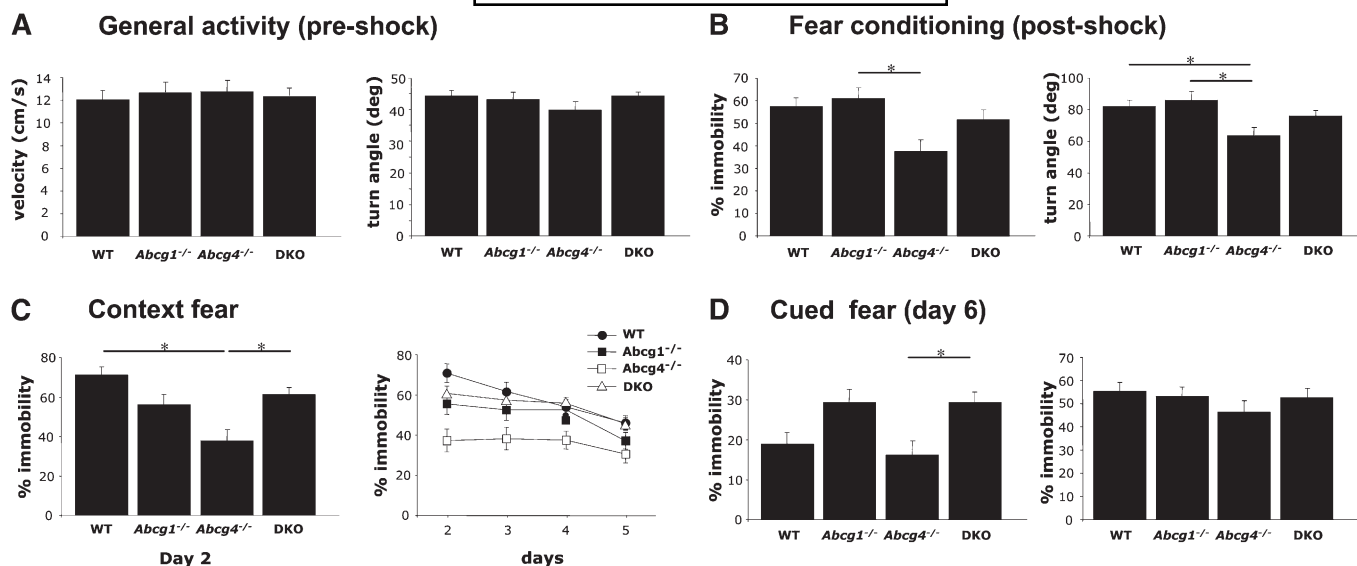 A General activity (pre-shock)
velocity (cm/s)
14
12
10
8
6
4
2
0
WT Abcg1-/- Abcg4-/- DKO
turn angle (deg)
50
40
30
20
10
0
WT Abcg1-/- Abcg4-/- DKO
B Fear conditioning (post-shock)
% immobility
70
60
50
40
30
20
10
0
*
WT Abcg1-/- Abcg4-/- DKO
turn angle (deg)
100
80
60
40
20
0
*
*
WT Abcg1-/- Abcg4-/- DKO
C Context fear
% immobility
80
60
40
20
0
* *
WT Abcg1-/- Abcg4-/- DKO
Day 2
% immobility
80
60
40
20
0
WT
Abcg1-/-
Abcg4-/-
DKO
2 3 4 5
days
D Cued fear (day 6)
% immobility
40
30
20
10
0
*
WT Abcg1-/- Abcg4-/- DKO
% immobility
70
60
50
40
30
20
10
0
WT Abcg1-/- Abcg4-/- DKO